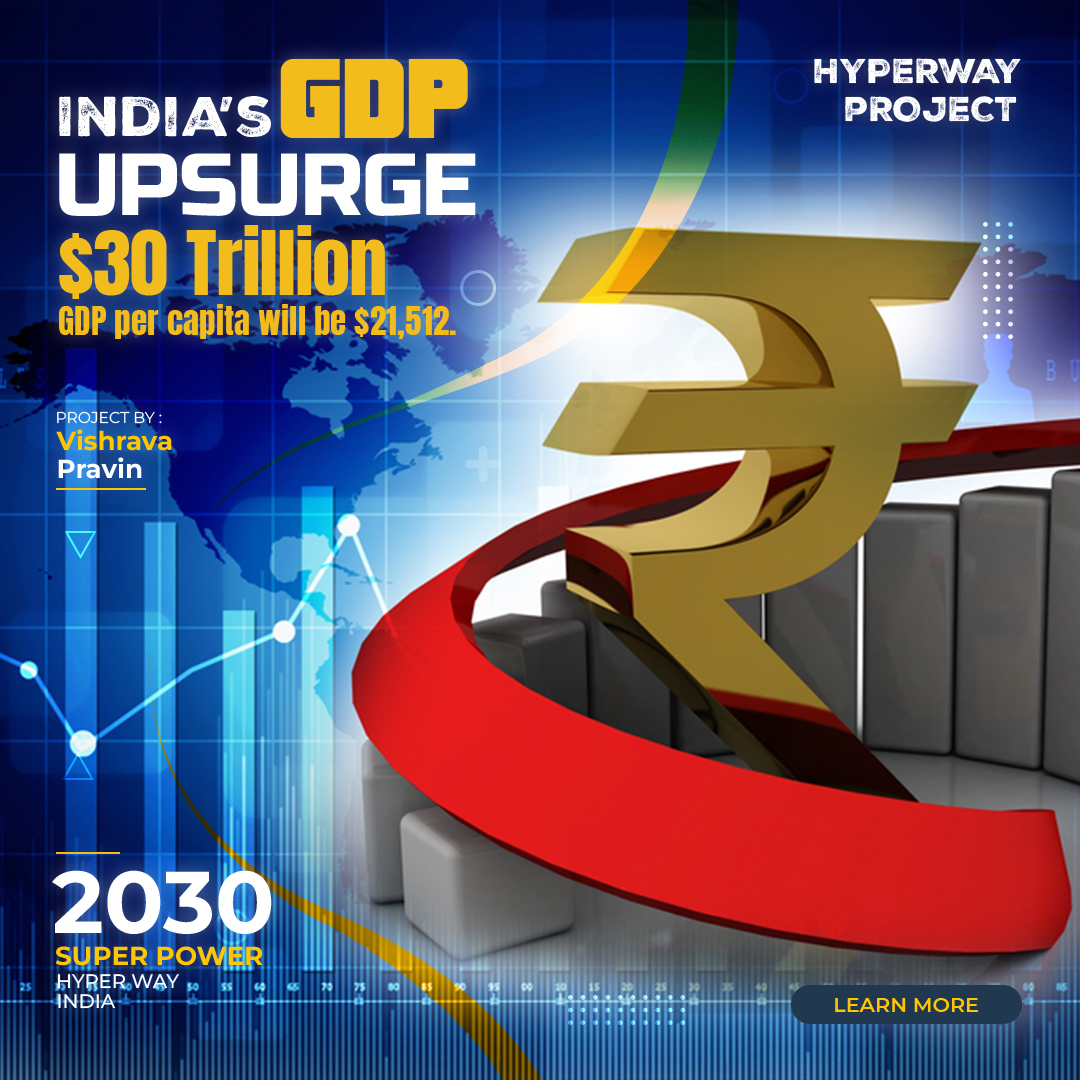 INDIA'S GDP
UPSURGE
$30 Trillion
GDP per capita will be $21,512.
HYPERWAY
PROJECT
PROJECT BY :
Vishrava
Pravin
2030
SUPER POWER
HYPER WAY
INDIA
LEARN MORE